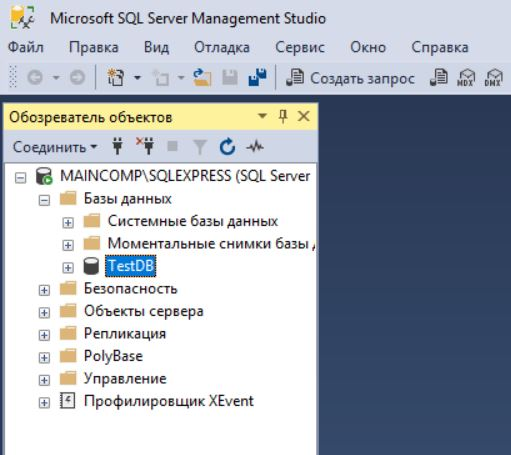 Microsoft SQL Server Management Studio
Файл Правка Вид Отладка Сервис Окно Справка
Создать запрос MDX DMX
Обозреватель объектов
Соединить
MAINCOMP\SQLEXPRESS (SQL Server
Базы данных
Системные базы данных
Моментальные снимки базы
TestDB
Безопасность
Объекты сервера
Репликация
PolyBase
Управление
Профилировщик XEvent